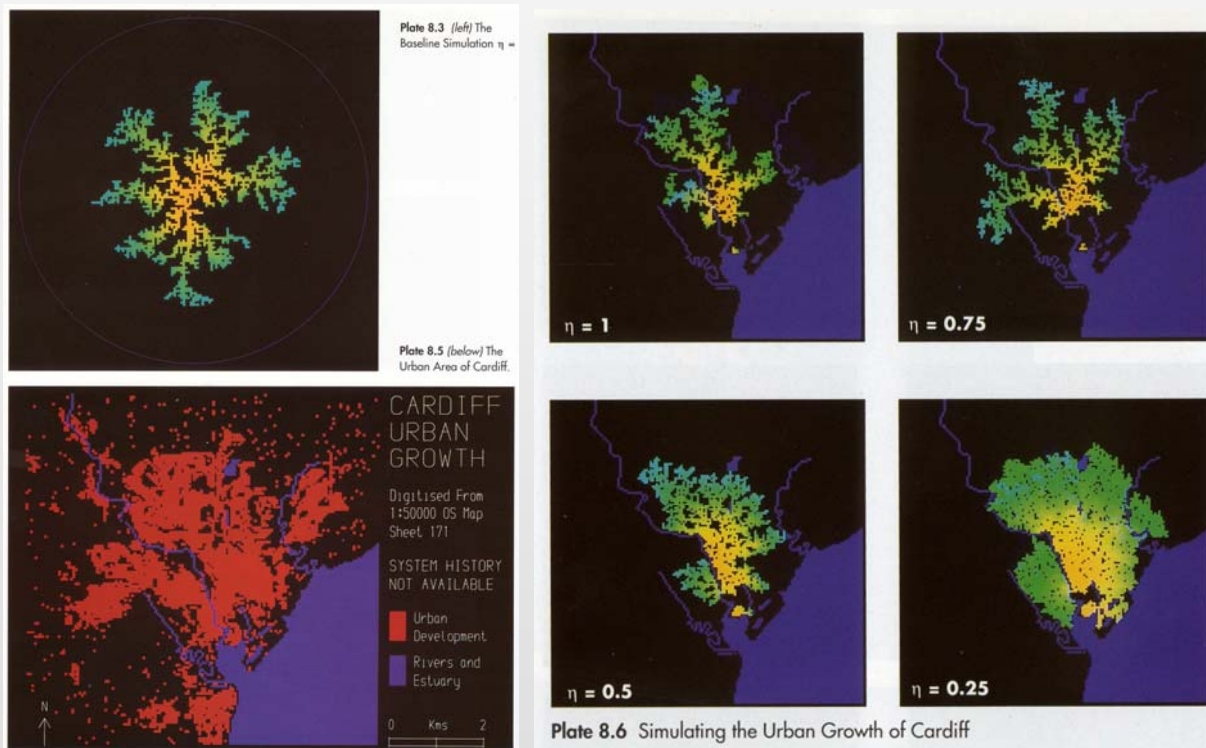 Plate 8.3 (left) The
Baseline Simulation η =
Plate 8.5 (below) The
Urban Area of Cardiff.
CARDIFF
URBAN
GROWTH
Digitised From
1:50000 OS Map
Sheet 171
SYSTEM HISTORY
NOT AVAILABLE
Urban
Development
Rivers and
Estuary
N
0 Kms 2
η = 1
η = 0.75
η = 0.5
η = 0.25
Plate 8.6 Simulating the Urban Growth of Cardiff